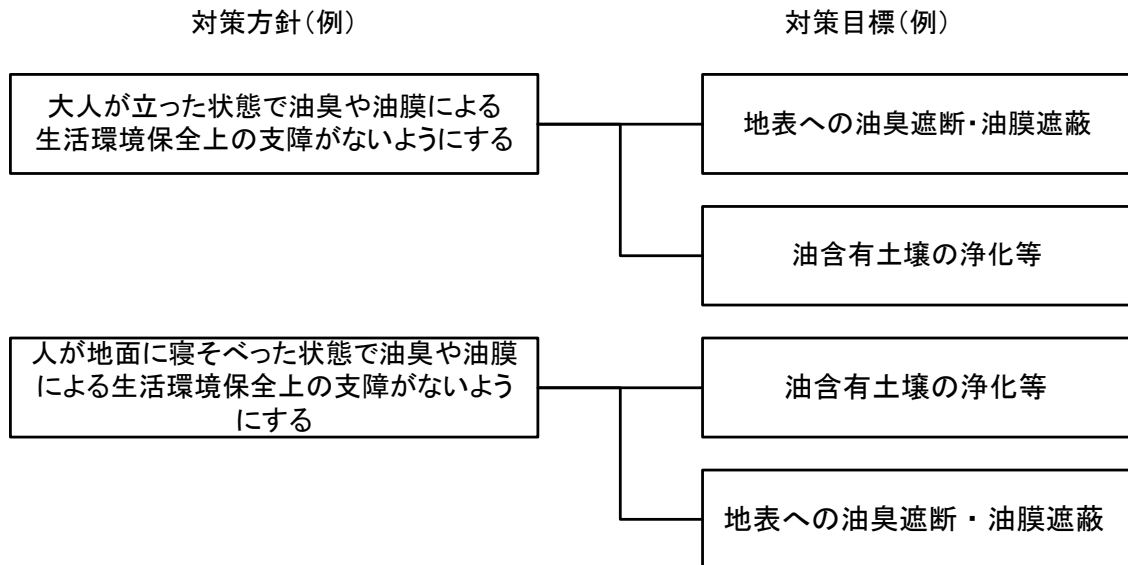 対策方針(例)
対策目標(例)
大人が立った状態で油臭や油膜による
生活環境保全上の支障がないようにする
地表への油臭遮断・油膜遮蔽
油含有土壌の浄化等
人が地面に寝そべった状態で油臭や油膜
による生活環境保全上の支障がないよう
にする
油含有土壌の浄化等
地表への油臭遮断・油膜遮蔽